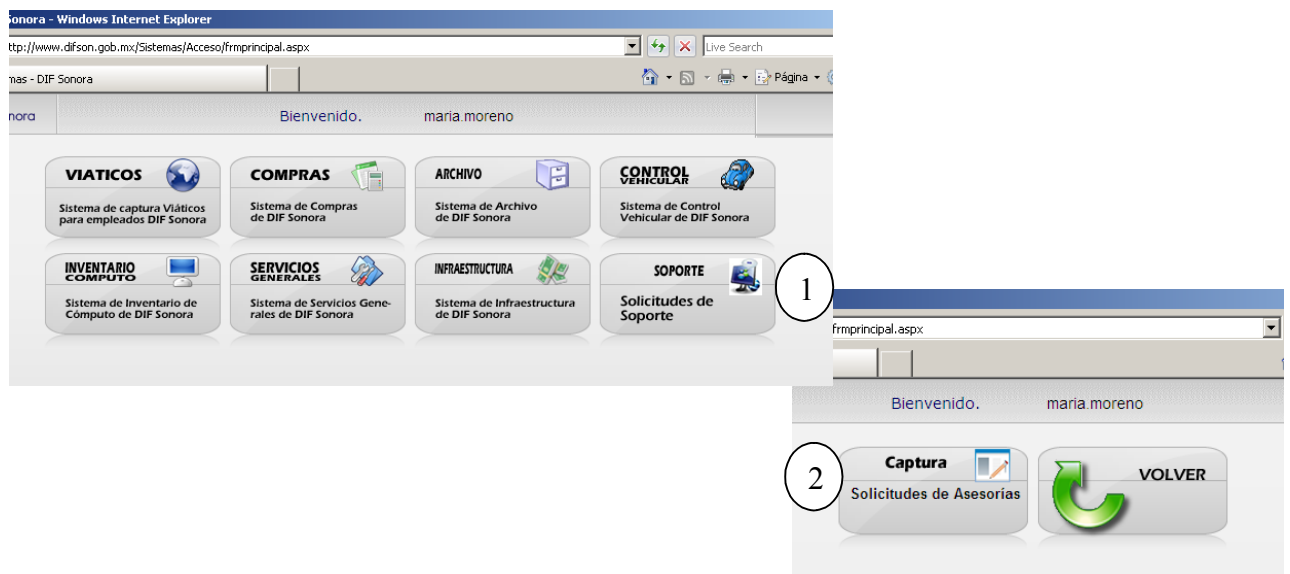 Sonora - Windows Internet Explorer
ttp://www.difson.gob.mx/Sistemas/Acceso/frmprincipal.aspx
Live Search
mas - DIF Sonora
Página
nora
Bienvenido. maria.moreno
VIATICOS
Sistema de captura Viáticos
para empleados DIF Sonora
COMPRAS
Sistema de Compras
de DIF Sonora
ARCHIVO
Sistema de Archivo
de DIF Sonora
CONTROL
VEHICULAR
Sistema de Control
Vehicular de DIF Sonora
INVENTARIO
COMPUTO
Sistema de Inventario de
Cómputo de DIF Sonora
SERVICIOS
GENERALES
Sistema de Servicios Gene-
rales de DIF Sonora
INFRAESTRUCTURA
Sistema de Infraestructura
de DIF Sonora
SOPORTE
Solicitudes de
Soporte
1
frmprincipal.aspx
Bienvenido. maria.moreno
2
Captura
Solicitudes de Asesorías
VOLVER